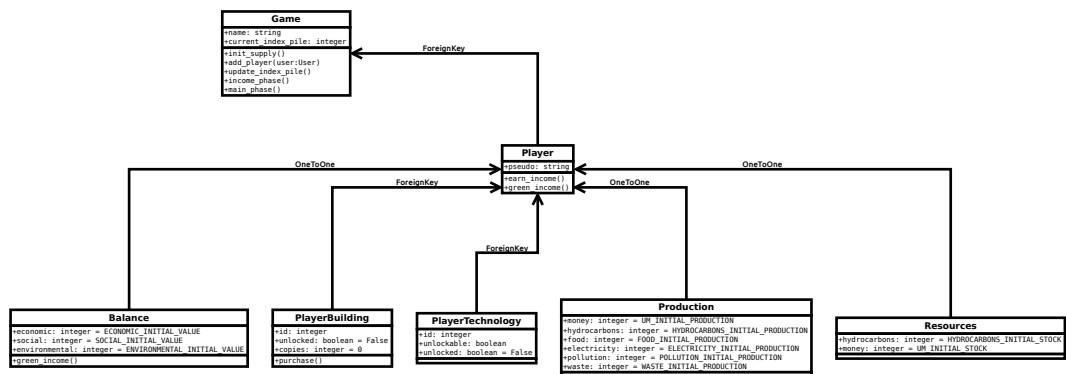 Game
+name: string
+current_index_pile: integer
+init_supply()
+add_player(user:User)
+update_index_pile()
+income_phase()
+main_phase()
ForeignKey
Player
+pseudo: string
+earn_income()
+green_income()
OneToOne
ForeignKey
ForeignKey
OneToOne
OneToOne
Balance
+economic: integer = ECONOMIC_INITIAL_VALUE
+social: integer = SOCIAL_INITIAL_VALUE
+environmental: integer = ENVIRONMENTAL_INITIAL_VALUE
+green_income()
PlayerBuilding
+id: integer
+unlocked: boolean = False
+copies: integer = 0
+purchase()
PlayerTechnology
+id: integer
+unlockable: boolean
+unlocked: boolean = False
Production
+money: integer = UM_INITIAL_PRODUCTION
+hydrocarbons: integer = HYDROCARBONS_INITIAL_PRODUCTION
+food: integer = FOOD_INITIAL_PRODUCTION
+electricity: integer = ELECTRICITY_INITIAL_PRODUCTION
+pollution: integer = POLLUTION_INITIAL_PRODUCTION
+waste: integer = WASTE_INITIAL_PRODUCTION
Resources
+hydrocarbons: integer = HYDROCARBONS_INITIAL_STOCK
+money: integer = UM_INITIAL_STOCK